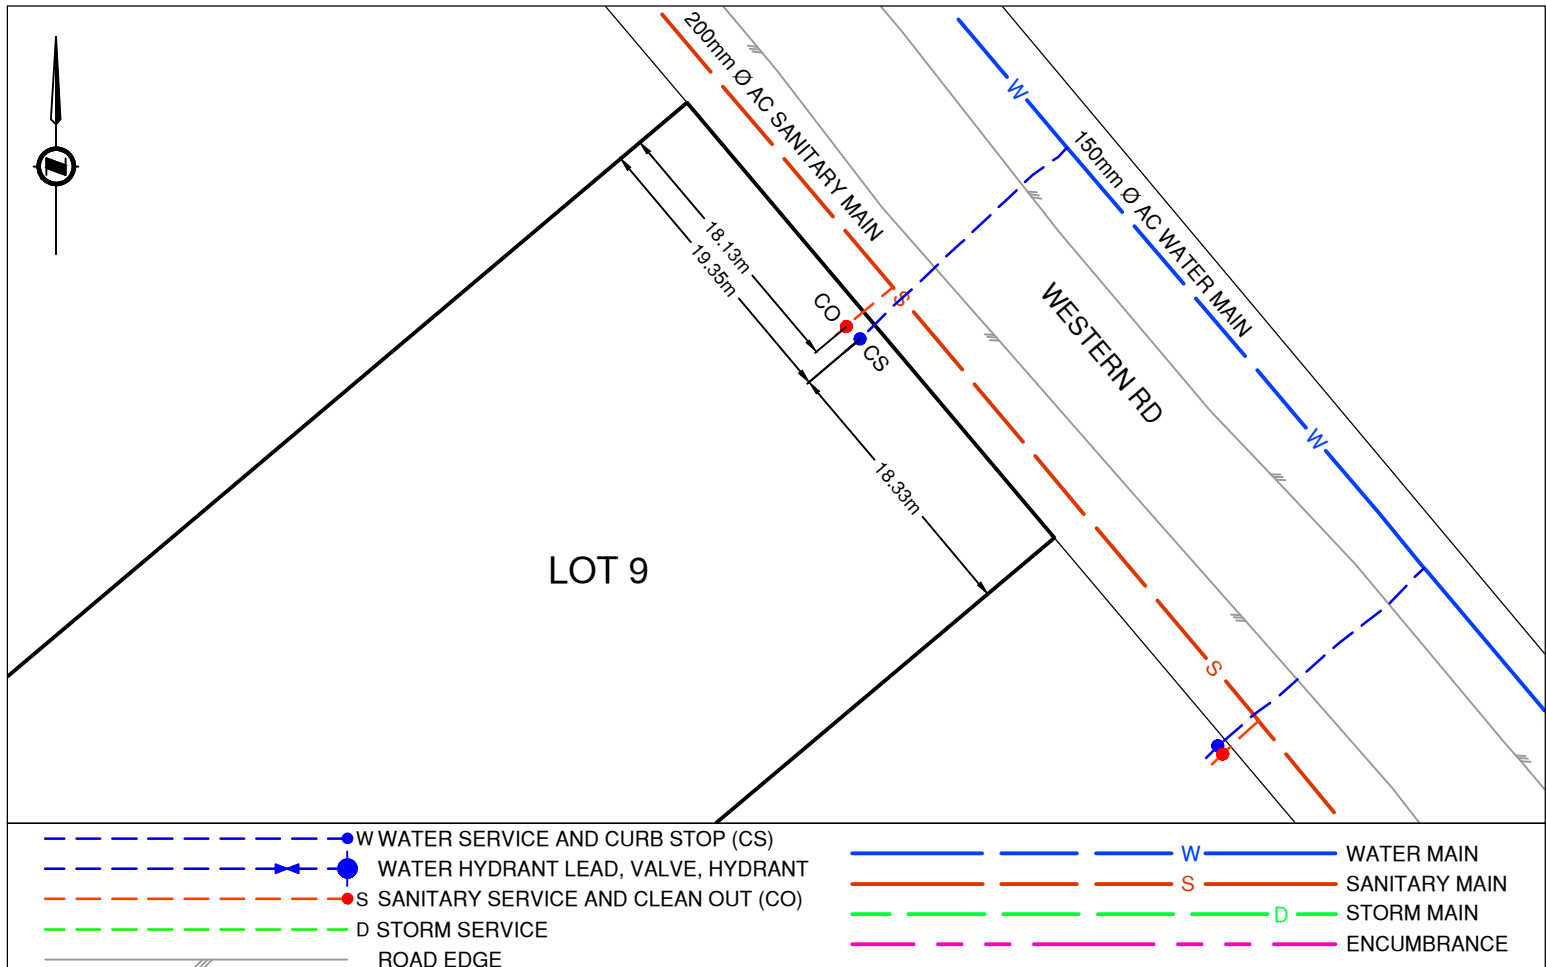 200mm Ø AC SANITARY MAIN
W
150mm Ø AC WATER MAIN
18.13m
19.35m
CO
CS
S
WESTERN RD
W
18.33m
LOT 9
S
W WATER SERVICE AND CURB STOP (CS)
WATER HYDRANT LEAD, VALVE, HYDRANT
S SANITARY SERVICE AND CLEAN OUT (CO)
D STORM SERVICE
ROAD EDGE
W WATER MAIN
S SANITARY MAIN
D STORM MAIN
ENCUMBRANCE